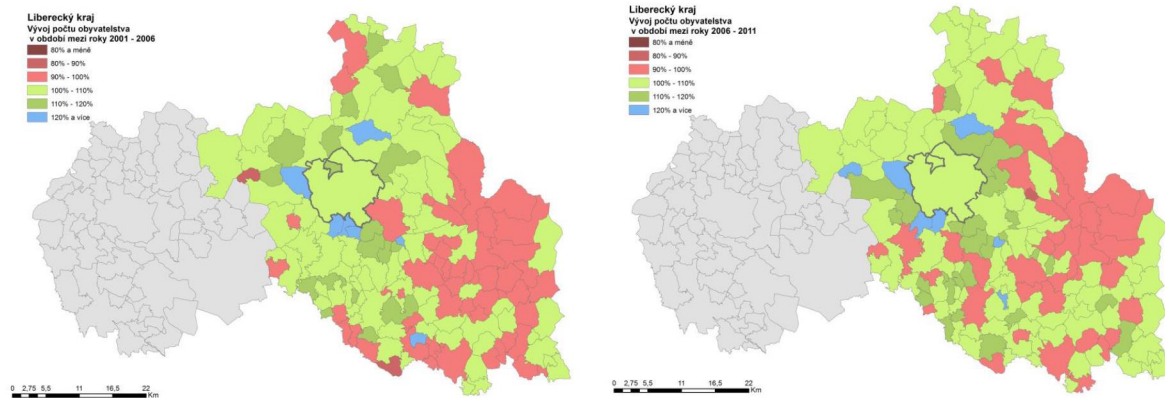 Liberecký kraj
Vývoj počtu obyvatelstva
v období mezi roky 2001 - 2006
80% a méně
80% - 90%
90% - 100%
100% - 110%
110% - 120%
120% a více
0 2,75 5,5 11 16,5 22
Km
Liberecký kraj
Vývoj počtu obyvatelstva
v období mezi roky 2006 - 2011
80% a méně
80% - 90%
90% - 100%
100% - 110%
110% - 120%
120% a více
0 2,75 5,5 11 16,5 22
Km